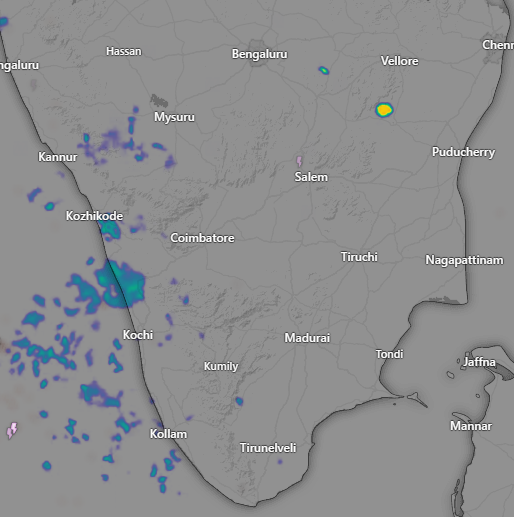 Hassan
Bengaluru
Chenn
ngaluru
Vellore
Mysuru
Kannur
Puducherry
Salem
Kozhikode
Coimbatore
Tiruchi
Nagapattinam
Kochi
Madurai
Tondi
Kumily
Jaffna
Mannar
Kollam
Tirunelveli